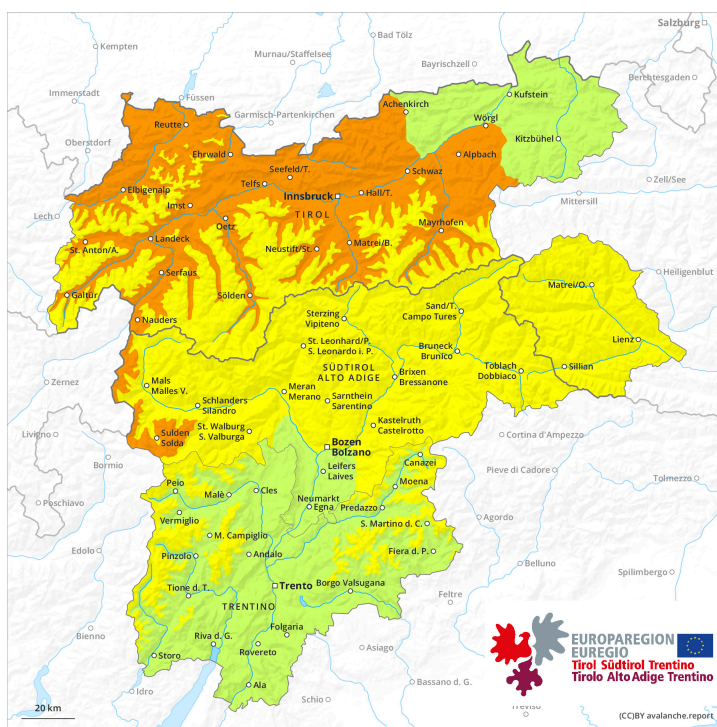 Salzburg
Kempten
Bad Tölz
Murnau/Staffelsee
Bayrischzell
Berchtesgaden
Immenstadt
Füssen
Garmisch-Partenkirchen
Achenkirch
Kufstein
Wörgl
Kitzbühel
Reutte
Oberstdorf
Ehrwald
Seefeld/T.
Alpbach
Schwaz
Elbigenalp
Telfs
Innsbruck
Hall/T.
Zell/See
Mittersill
Lech
Imst
TIROL
Oetz
Mayrhofen
St. Anton/A.
Landeck
Neustift/St.
Matrei/B.
Serfaus
Heiligenblut
Galtür
Sölden
Matrei/O.
Nauders
Sterzing
Vipiteno
Sand/T.
Campo Tures
Lienz
St. Leonhard/P.
S. Leonardo i. P.
Bruneck
Brunico
Toblach
Dobbiaco
Sillian
SÜDTIROL
ALTO ADIGE
Zernez
Mals
Malles V.
Meran
Merano
Brixen
Bressanone
Schlanders
Silandro
Sarnthein
Sarentino
Livigno
Sulden
Solda
St. Walburg
S. Valburga
Kastelruth
Castelrotto
Cortina d'Ampezzo
Bozen
Bolzano
Bormio
Leifers
Laives
Canazei
Pieve di Cadore
Tolmezzo
Poschiavo
Peio
Malè
Cles
Moena
Neumarkt
Egna
Predazzo
Vermiglio
Agordo
S. Martino d. C.
Edolo
M. Campiglio
Pinzolo
Andalo
Fiera d. P.
Belluno
Spilimbergo
Tione d. T.
Trento
Borgo Valsugana
Feltre
TRENTINO
Folgaria
Bienno
Riva d. G.
Rovereto
Asiago
Storo
Ala
Idro
Schio
Bassano d. G.
EUROPAREGION
EUREGIO
Tirol Südtirol Trentino
Tirolo Alto Adige Trentino
Treviso
20 km
(CC)BY avalanche.report